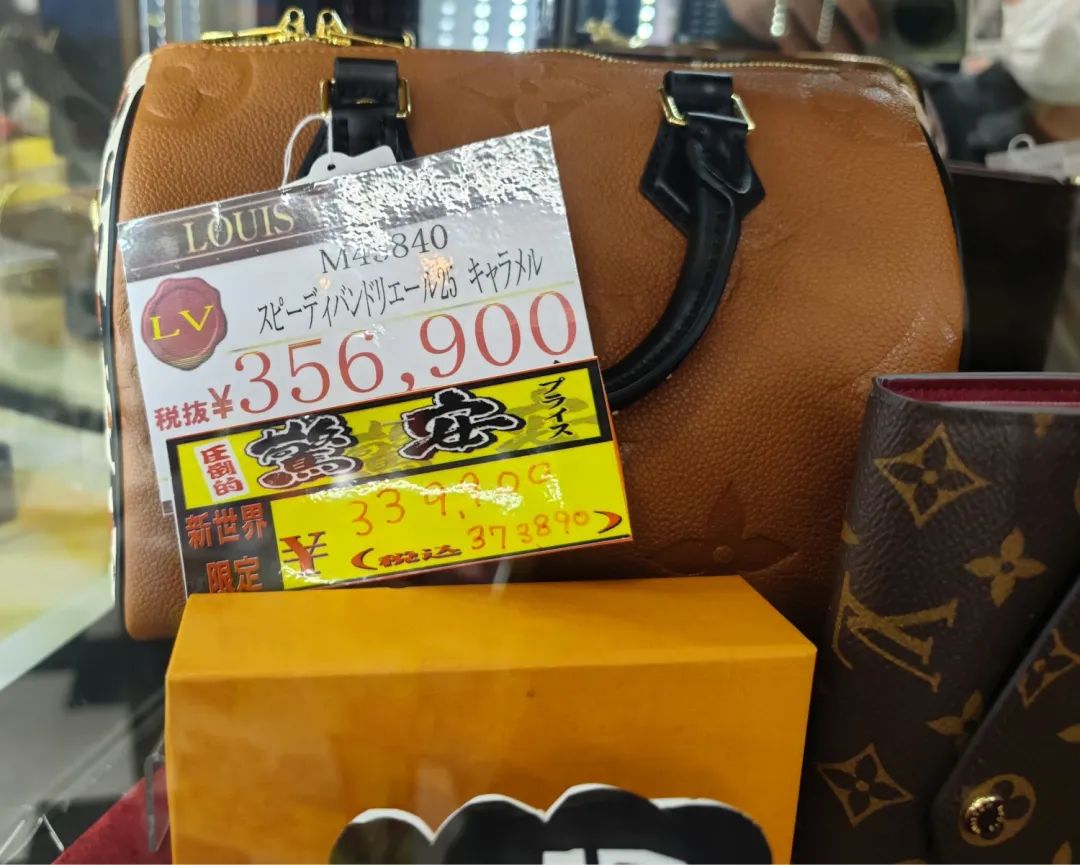 LOUIS
M45840
スピーディバンドリエール25 キャラメル
LV
税抜¥356,900
圧倒的 驚安 プライス
新世界
限定
¥339,900
(税込 373890)